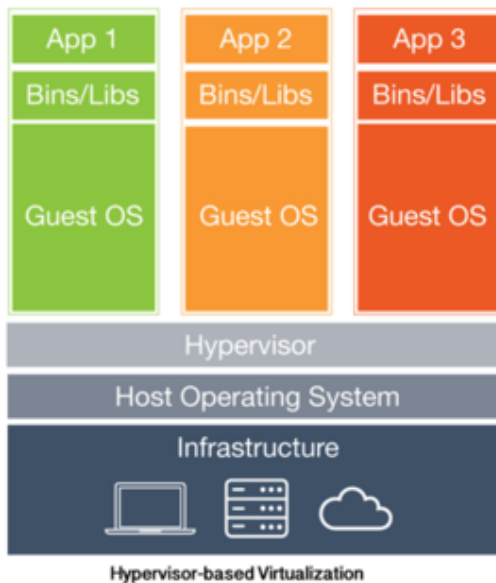 App 1
App 2
App 3
Bins/Libs
Bins/Libs
Bins/Libs
Guest OS
Guest OS
Guest OS
Hypervisor
Host Operating System
Infrastructure
Hypervisor-based Virtualization